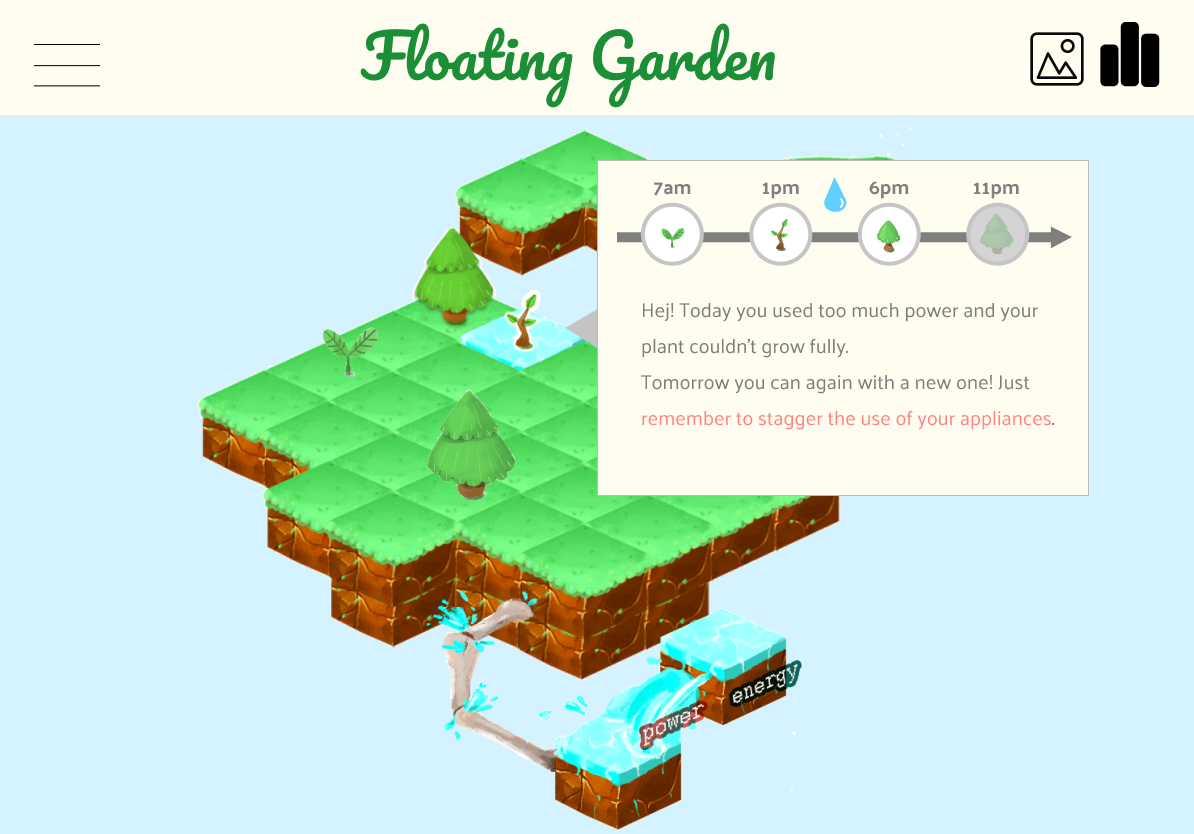 Floating Garden
7am 1pm 6pm 11pm
Hej! Today you used too much power and your
plant couldn't grow fully.
Tomorrow you can again with a new one! Just
remember to stagger the use of your appliances.
energy
power